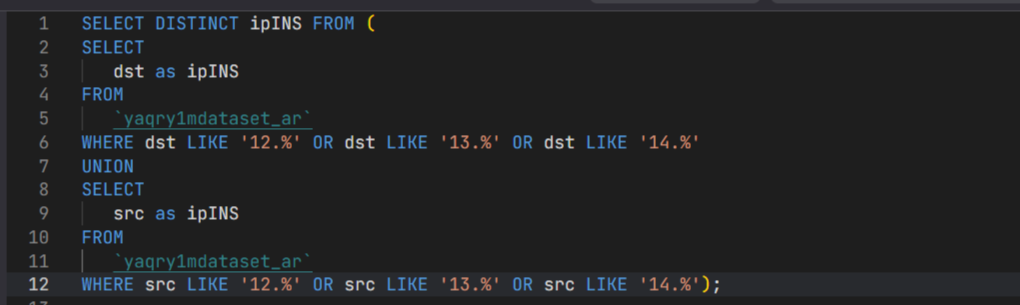 1 SELECT DISTINCT ipINS FROM (
2 SELECT
3 dst as ipINS
4 FROM
5 `yaqry1mdataset_ar`
6 WHERE dst LIKE '12.%' OR dst LIKE '13.%' OR dst LIKE '14.%'
7 UNION
8 SELECT
9 src as ipINS
10 FROM
11 `yaqry1mdataset_ar`
12 WHERE src LIKE '12.%' OR src LIKE '13.%' OR src LIKE '14.%');